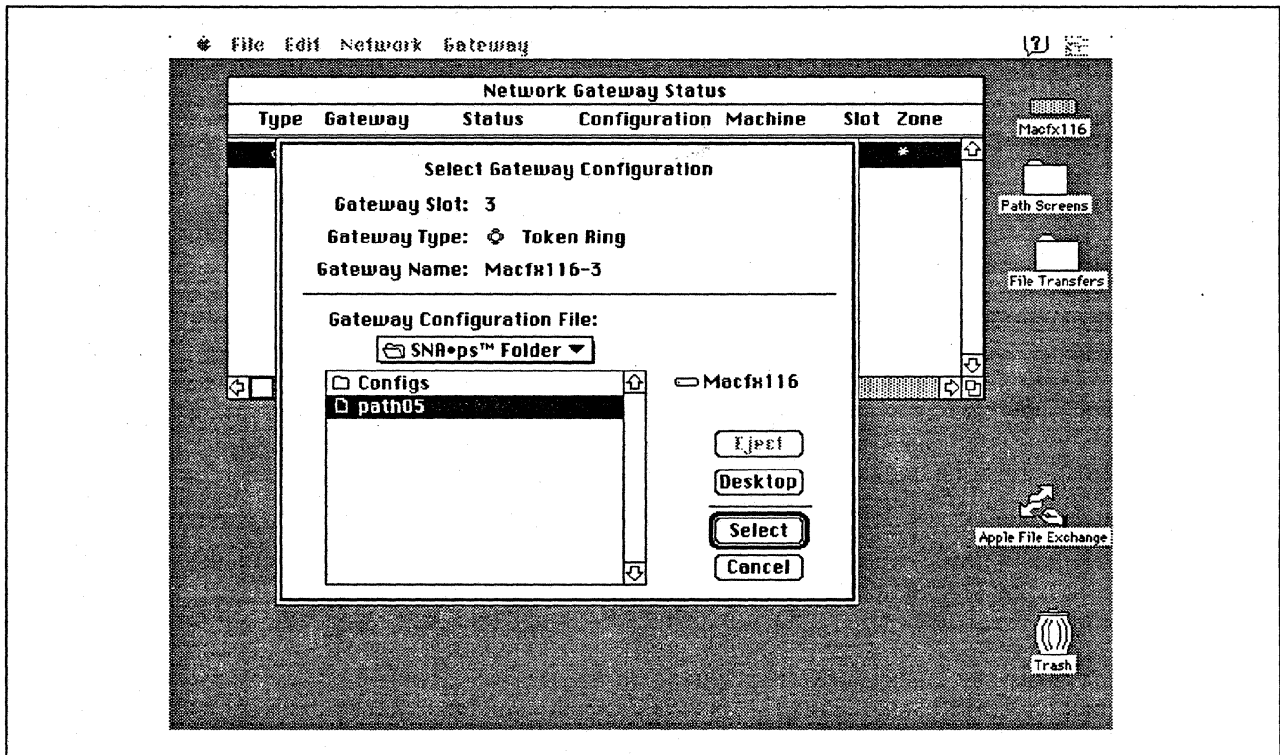 File Edit Network Gateway
Network Gateway Status
Type Gateway Status Configuration Machine Slot Zone
*
Select Gateway Configuration
Gateway Slot: 3
Gateway Type: Token Ring
Gateway Name: Macfx116-3
Gateway Configuration File:
SNA•ps™ Folder
Configs
path05
Macfx116
Eject
Desktop
Select
Cancel
Macfx116
Path Screens
File Transfers
Apple File Exchange
Trash